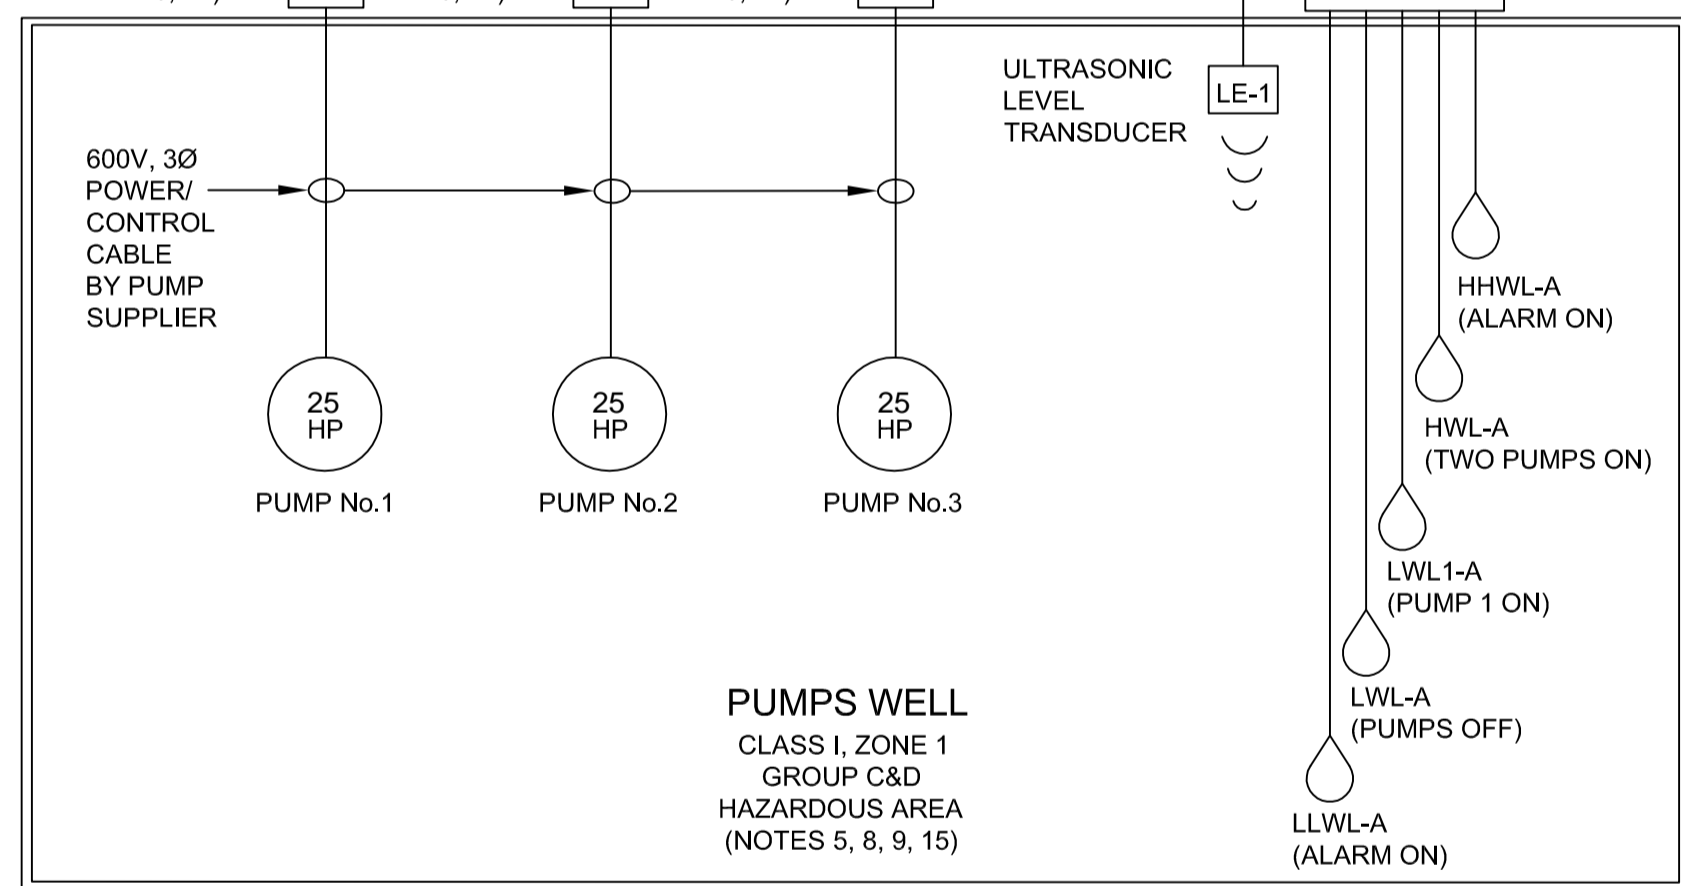 ULTRASONIC
LEVEL
TRANSDUCER
LE-1
600V, 3Ø
POWER/
CONTROL
CABLE
BY PUMP
SUPPLIER
25
HP
PUMP No.1
25
HP
PUMP No.2
25
HP
PUMP No.3
HHWL-A
(ALARM ON)
HWL-A
(TWO PUMPS ON)
LWL1-A
(PUMP 1 ON)
LWL-A
(PUMPS OFF)
LLWL-A
(ALARM ON)
PUMPS WELL
CLASS I, ZONE 1
GROUP C&D
HAZARDOUS AREA
(NOTES 5, 8, 9, 15)